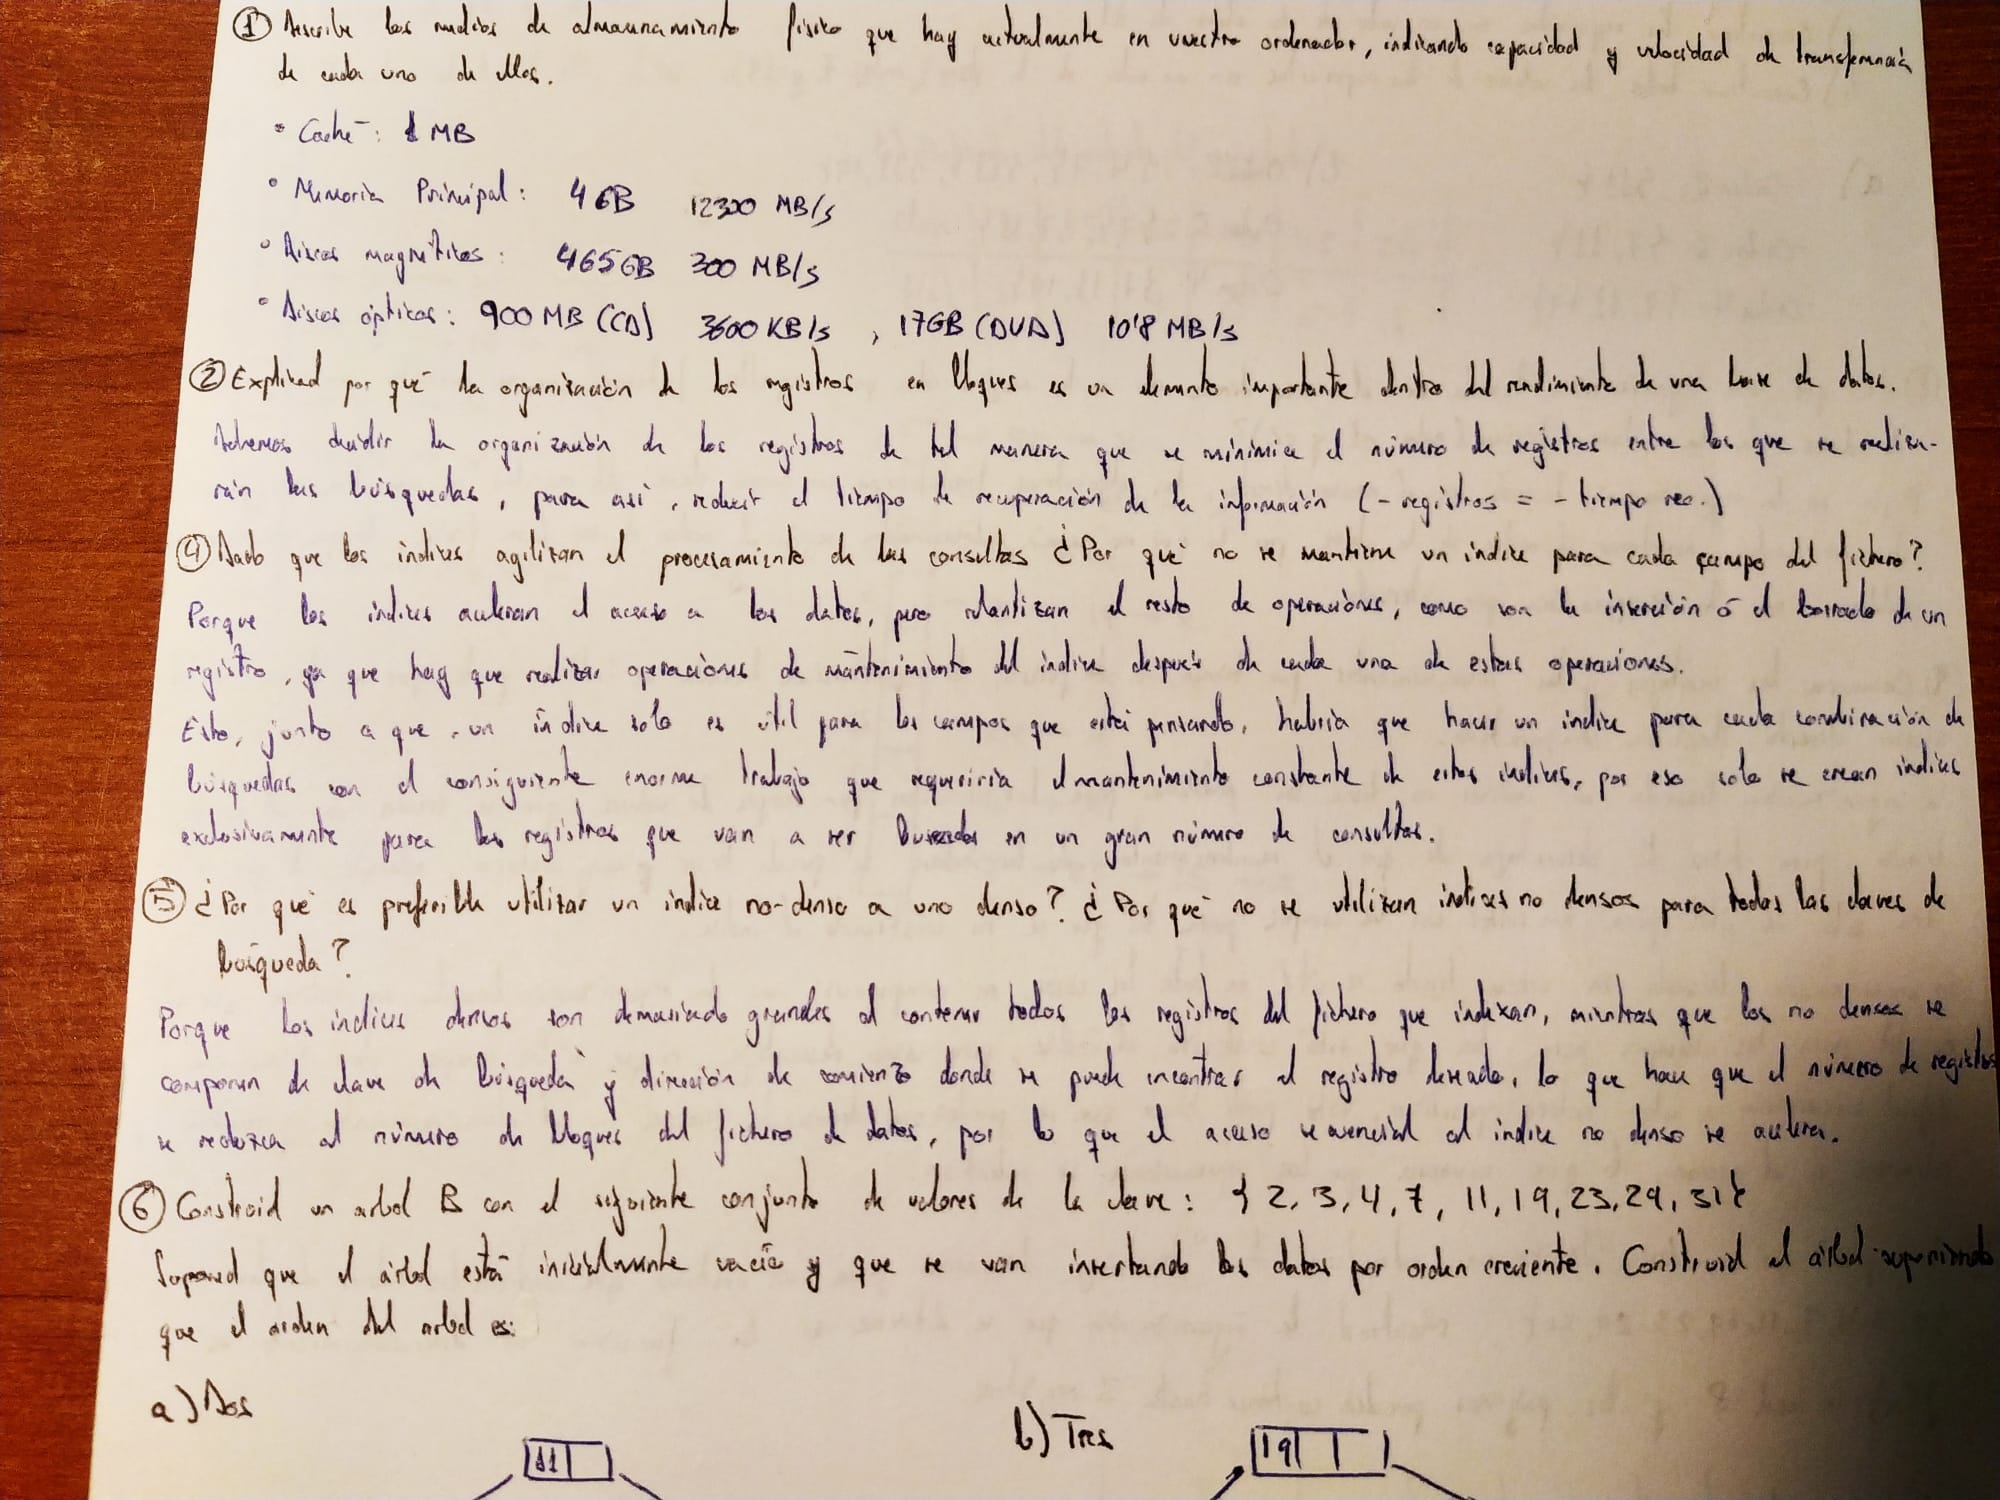 ① Describe los medios de almacenamiento físico que hay actualmente en vuestro ordenador, indicando capacidad y velocidad de transferencia
de cada uno de ellos.
• Caché: 1 MB
• Memoria Principal: 4 GB 12300 MB/s
• Discos magnéticos: 465 GB 300 MB/s
• Discos ópticos: 900 MB (CD) 3600 KB/s, 17GB (DVD) 10'8 MB/s
② Explicad por qué la organización de los registros en bloques es un elemento importante dentro del rendimiento de una base de datos.
Debemos decidir la organización de los registros de tal manera que se minimice el número de registros entre los que se realiza-
rán las búsquedas, para así, reducir el tiempo de recuperación de la información (- registros = - tiempo rec.)
④ Dado que los índices agilizan el procesamiento de las consultas ¿Por qué no se mantiene un índice para cada campo del fichero?
Porque los índices aceleran el acceso a los datos, pero ralentizan el resto de operaciones, como son la inserción ó el borrado de un
registro, ya que hay que realizar operaciones de mantenimiento del índice después de cada una de estas operaciones.
Esto, junto a que, un índice solo es útil para los campos que está pensando, habría que hacer un índice para cada combinación de
búsquedas con el consiguiente enorme trabajo que requeriría el mantenimiento constante de estos índices, por eso solo se crean índices
exclusivamente para los registros que van a ser buscados en un gran número de consultas.
⑤ ¿Por qué es preferible utilizar un índice no-denso a uno denso? ¿Por qué no se utilizan índices no densos para todas las claves de
búsqueda?
Porque los índices densos son demasiado grandes al contener todos los registros del fichero que indexan, mientras que los no densos se
componen de clave de búsqueda y dirección de comienzo donde se puede encontrar el registro deseado, lo que hace que el número de registros
se reduzca al número de bloques del fichero de datos, por lo que el acceso secuencial al índice no denso se acelera.
⑥ Construid un arbol B con el siguiente conjunto de valores de la clave: {2, 3, 4, 7, 11, 19, 23, 29, 31}
Suponed que el árbol está inicialmente vacío y que se van insertando los datos por orden creciente. Construid el árbol suponiendo
que el orden del arbol es:
a) Dos
b) Tres
11
19